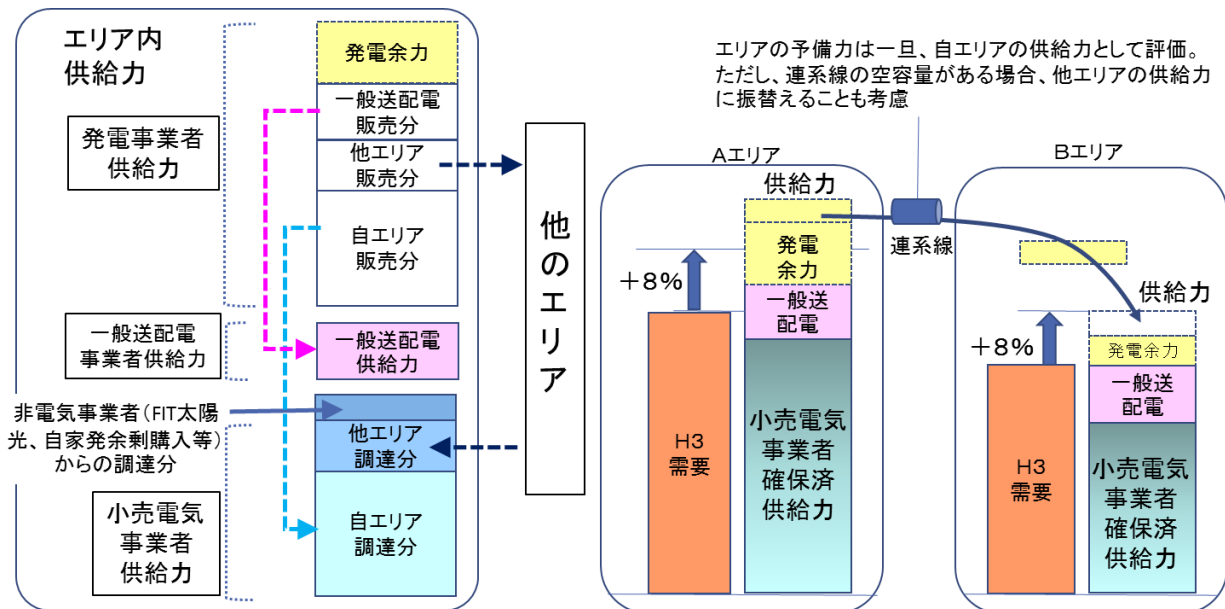 エリア内
供給力
発電事業者
供給力
一般送配電
事業者供給力
非電気事業者(FIT太陽
光、自家発余剰購入等)
からの調達分
小売電気
事業者
供給力
発電余力
一般送配電
販売分
他エリア
販売分
自エリア
販売分
一般送配電
供給力
他エリア
調達分
自エリア
調達分
他のエリア
エリアの予備力は一旦、自エリアの供給力として評価。
ただし、連系線の空容量がある場合、他エリアの供給力
に振替えることも考慮
Aエリア
供給力
発電
余力
一般送
配電
小売電気
事業者
確保済
供給力
+8%
H3
需要
連系線
Bエリア
供給力
発電余力
一般送
配電
小売電気
事業者
確保済
供給力
+8%
H3
需要